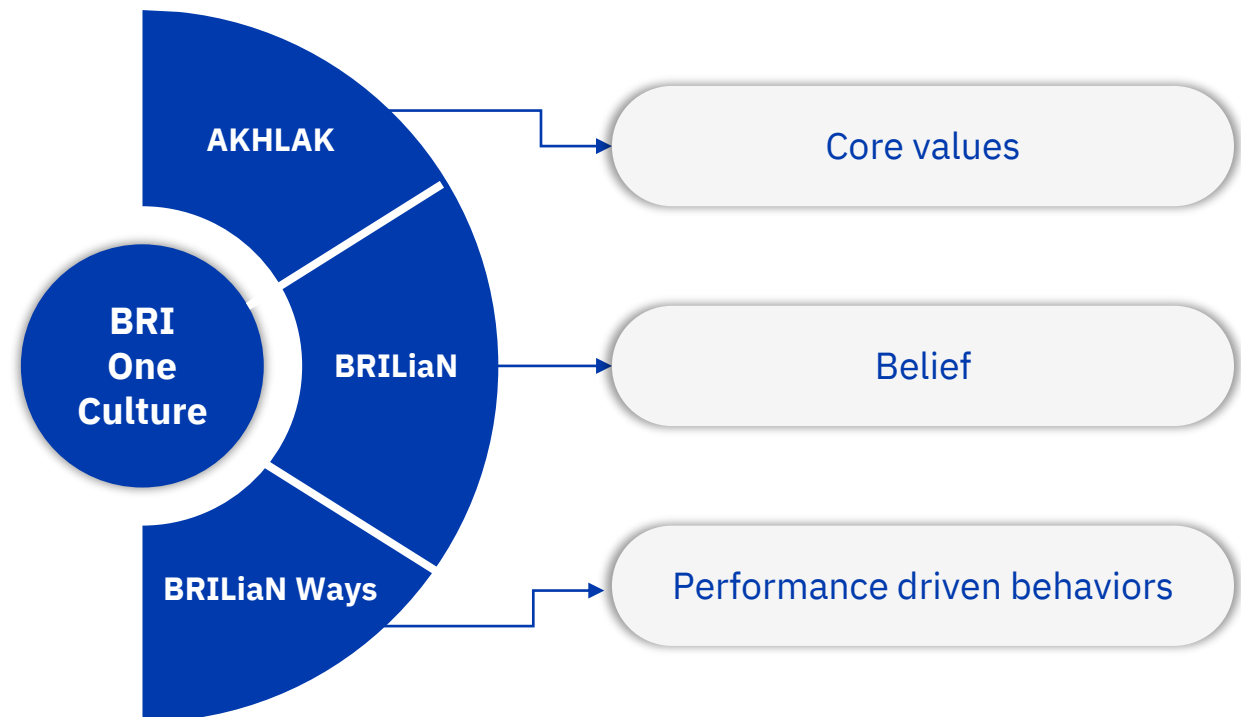 AKHLAK
Core values
BRI
One
Culture
BRILiaN
Belief
BRILiaN Ways
Performance driven behaviors